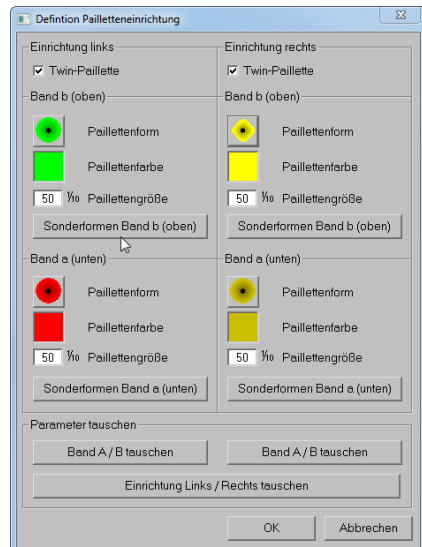 Defintion Pailletteneinrichtung
Einrichtung links
Einrichtung rechts
Twin-Paillette
Twin-Paillette
Band b (oben)
Band b (oben)
Paillettenform
Paillettenform
Paillettenfarbe
Paillettenfarbe
50 1/10 Paillettengröße
50 1/10 Paillettengröße
Sonderformen Band b (oben)
Sonderformen Band b (oben)
Band a (unten)
Band a (unten)
Paillettenform
Paillettenform
Paillettenfarbe
Paillettenfarbe
50 1/10 Paillettengröße
50 1/10 Paillettengröße
Sonderformen Band a (unten)
Sonderformen Band a (unten)
Parameter tauschen
Band A / B tauschen
Band A / B tauschen
Einrichtung Links / Rechts tauschen
OK
Abbrechen